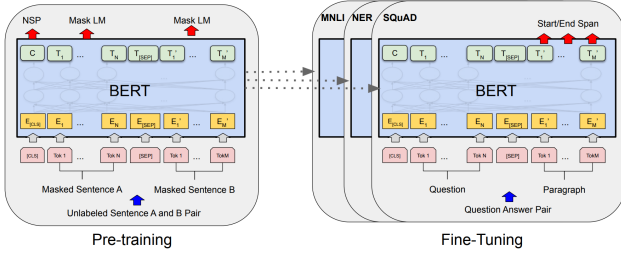 NSP Mask LM Mask LM
C T1 ... TN T[SEP] T1' ... TM'
BERT
E[CLS] E1 ... EN E[SEP] E1' ... EM'
[CLS] Tok 1 ... Tok N [SEP] Tok 1 ... TokM
Masked Sentence A Masked Sentence B
Unlabeled Sentence A and B Pair
Pre-training
MNLI NER SQuAD
Start/End Span
C T1 ... TN T[SEP] T1' ... TM'
BERT
E[CLS] E1 ... EN E[SEP] E1' ... EM'
[CLS] Tok 1 ... Tok N [SEP] Tok 1 ... TokM
Question Paragraph
Question Answer Pair
Fine-Tuning